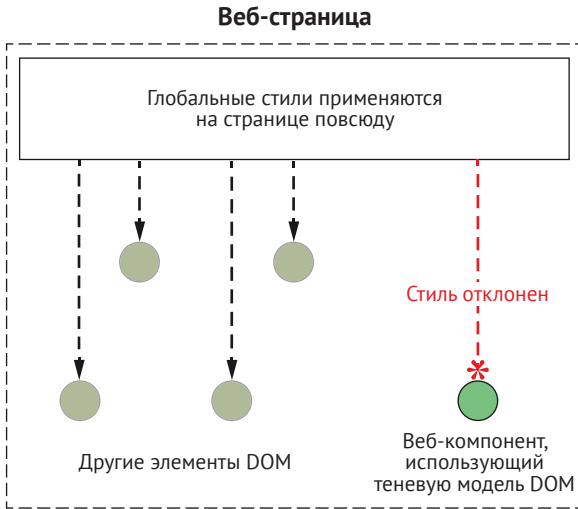 Веб-страница
Глобальные стили применяются
на странице повсюду
Стиль отклонен
Другие элементы DOM
Веб-компонент,
использующий
теневую модель DOM